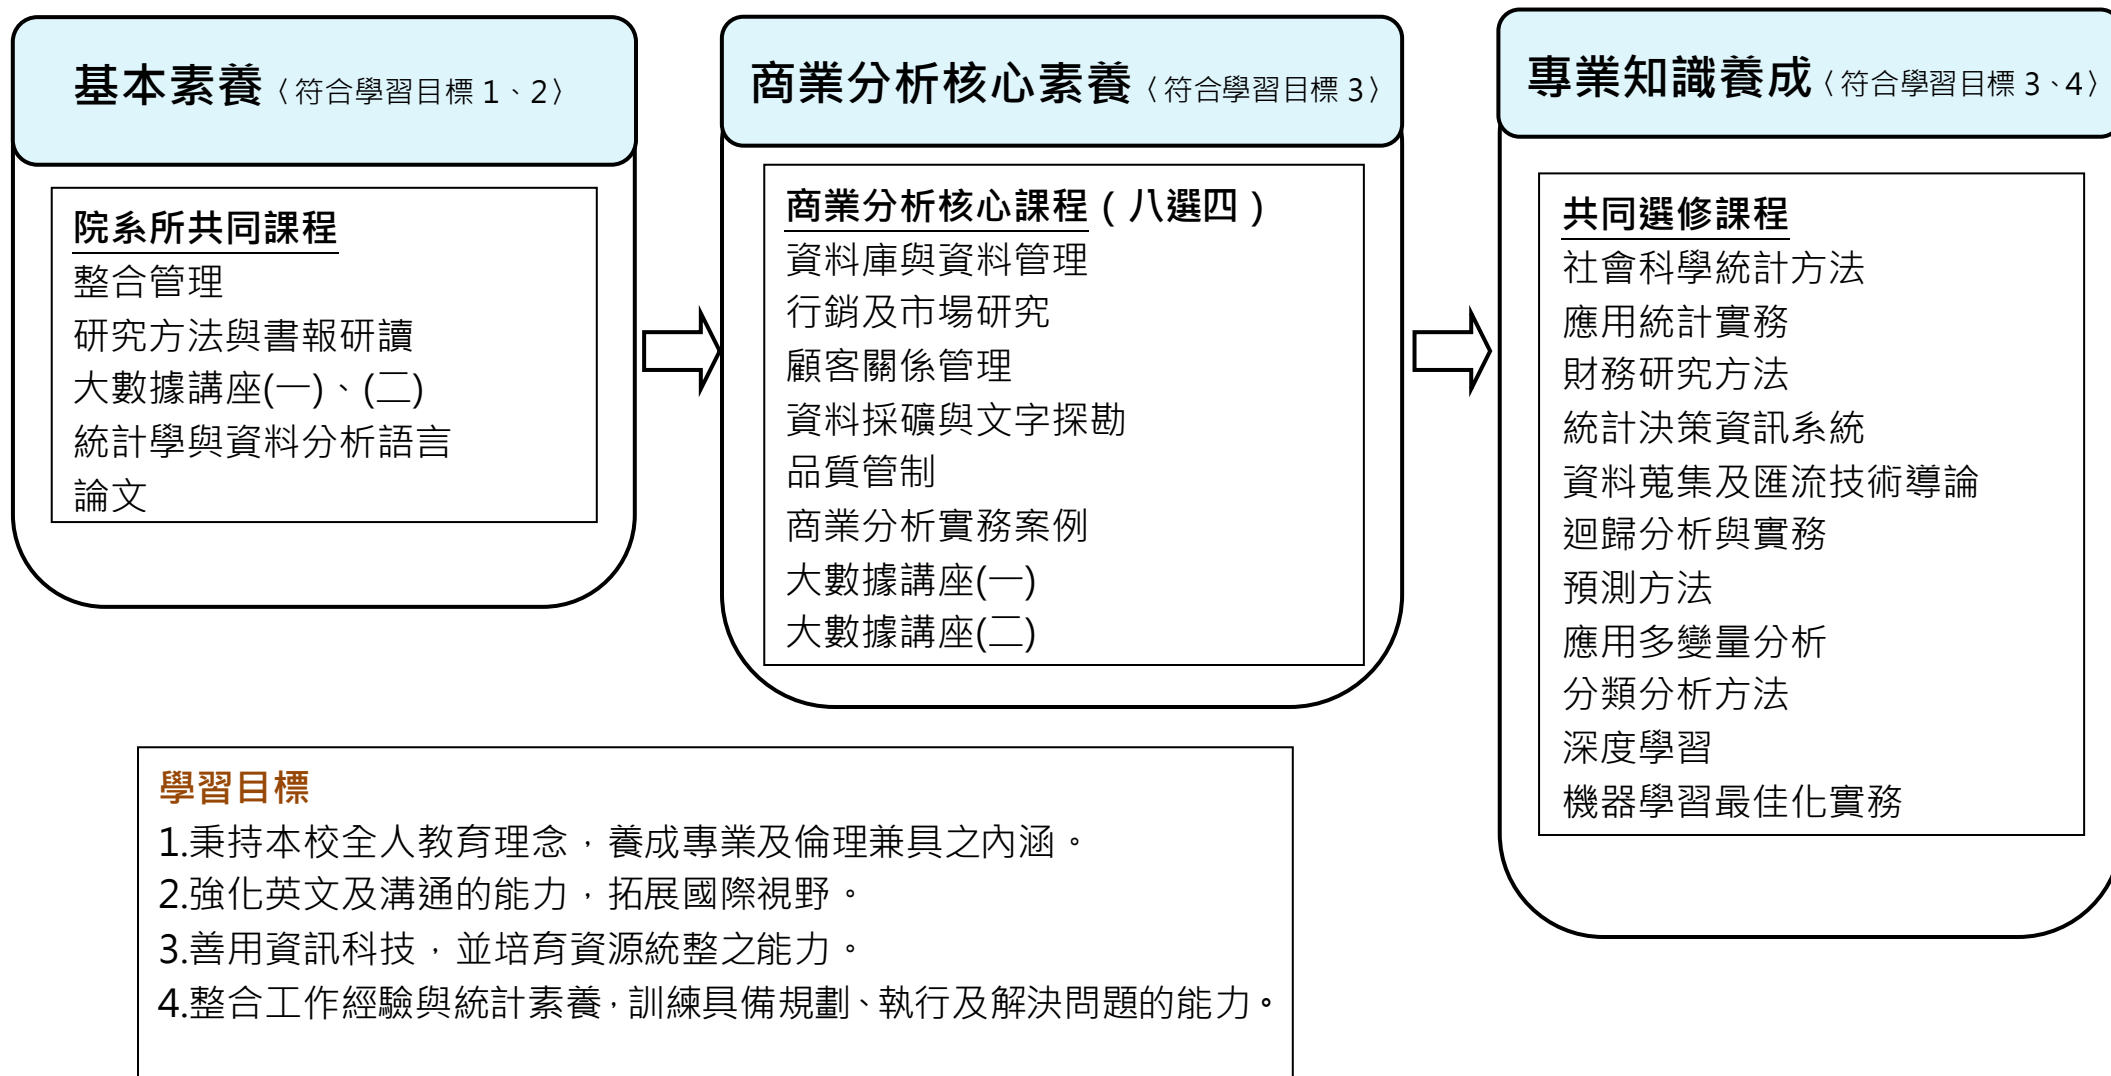 基本素養〈符合學習目標 1、2〉
院系所共同課程
整合管理
研究方法與書報研讀
大數據講座(一)、(二)
統計學與資料分析語言
論文
商業分析核心素養〈符合學習目標 3〉
商業分析核心課程（八選四）
資料庫與資料管理
行銷及市場研究
顧客關係管理
資料採礦與文字探勘
品質管制
商業分析實務案例
大數據講座(一)
大數據講座(二)
專業知識養成〈符合學習目標 3、4〉
共同選修課程
社會科學統計方法
應用統計實務
財務研究方法
統計決策資訊系統
資料蒐集及匯流技術導論
迴歸分析與實務
預測方法
應用多變量分析
分類分析方法
深度學習
機器學習最佳化實務
學習目標
1.秉持本校全人教育理念，養成專業及倫理兼具之內涵。
2.強化英文及溝通的能力，拓展國際視野。
3.善用資訊科技，並培育資源統整之能力。
4.整合工作經驗與統計素養，訓練具備規劃、執行及解決問題的能力。